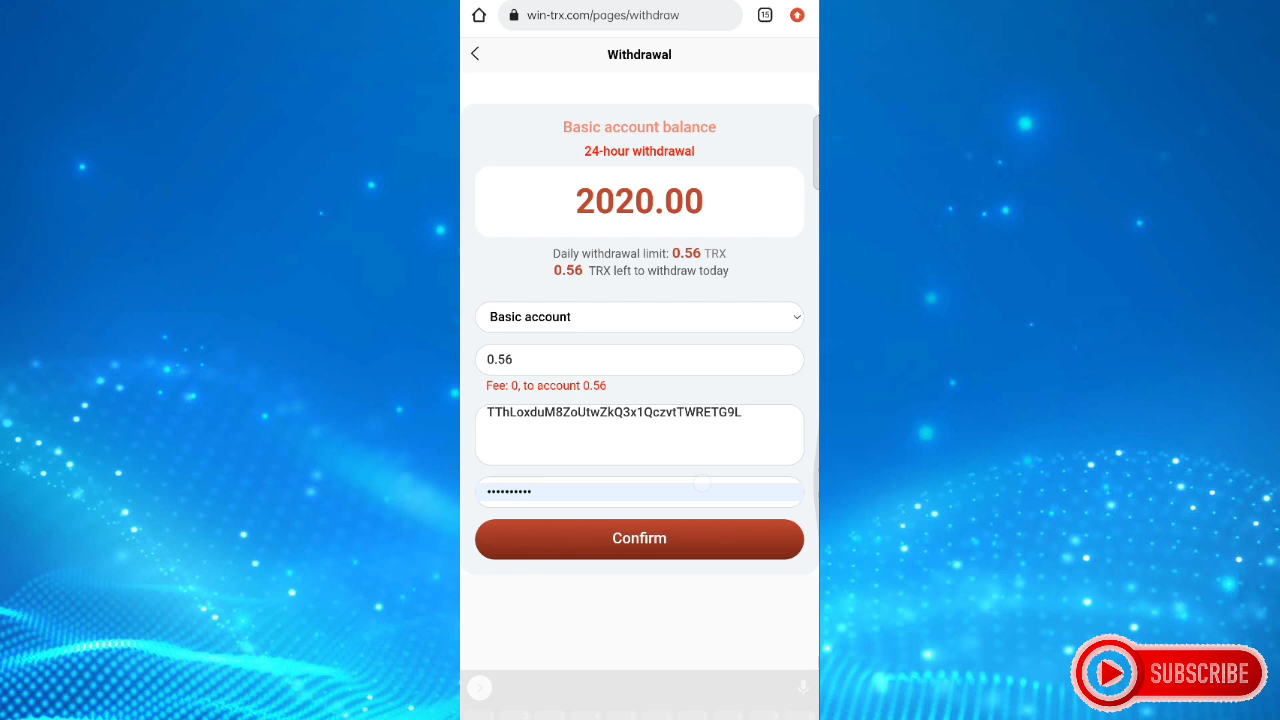 win-trx.com/pages/withdraw
15
Withdrawal
Basic account balance
24-hour withdrawal
2020.00
Daily withdrawal limit: 0.56 TRX
0.56 TRX left to withdraw today
Basic account
0.56
Fee: 0, to account 0.56
TThLoxduM8ZoUtwZkQ3x1QczvtTWRETG9L
••••••••••
Confirm
SUBSCRIBE